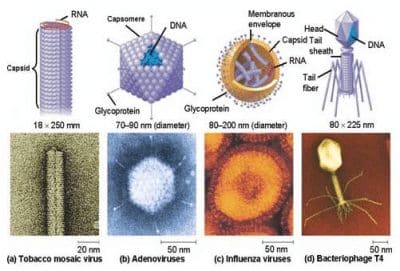 RNA
Capsid
18 × 250 mm
Capsomere
DNA
Glycoprotein
70–90 nm (diameter)
Membranous
envelope
Capsid
RNA
Glycoprotein
80–200 nm (diameter)
Head
Tail
sheath
DNA
Tail
fiber
80 × 225 nm
20 nm
50 nm
50 nm
50 nm
(a) Tobacco mosaic virus
(b) Adenoviruses
(c) Influenza viruses
(d) Bacteriophage T4